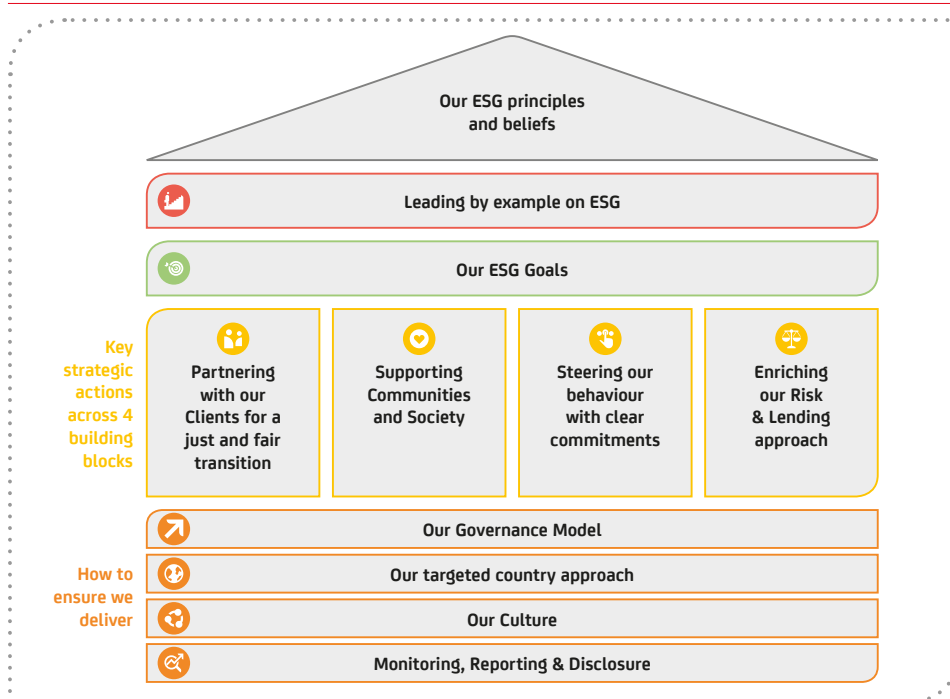 Our ESG principles
and beliefs
Leading by example on ESG
Our ESG Goals
Key
strategic
actions
across 4
building
blocks
Partnering
with our
Clients for a
just and fair
transition
Supporting
Communities
and Society
Steering our
behaviour
with clear
commitments
Enriching
our Risk
& Lending
approach
How to
ensure we
deliver
Our Governance Model
Our targeted country approach
Our Culture
Monitoring, Reporting & Disclosure